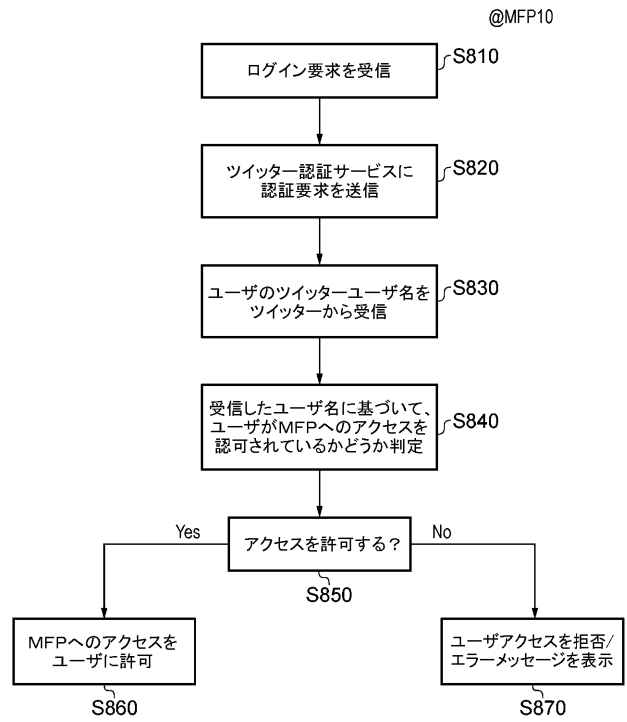 @MFP10
ログイン要求を受信
S810
ツイッター認証サービスに
認証要求を送信
S820
ユーザのツイッターユーザ名を
ツイッターから受信
S830
受信したユーザ名に基づいて、
ユーザがMFPへのアクセスを
認可されているかどうか判定
S840
アクセスを許可する?
S850
Yes
No
MFPへのアクセスを
ユーザに許可
S860
ユーザアクセスを拒否/
エラーメッセージを表示
S870